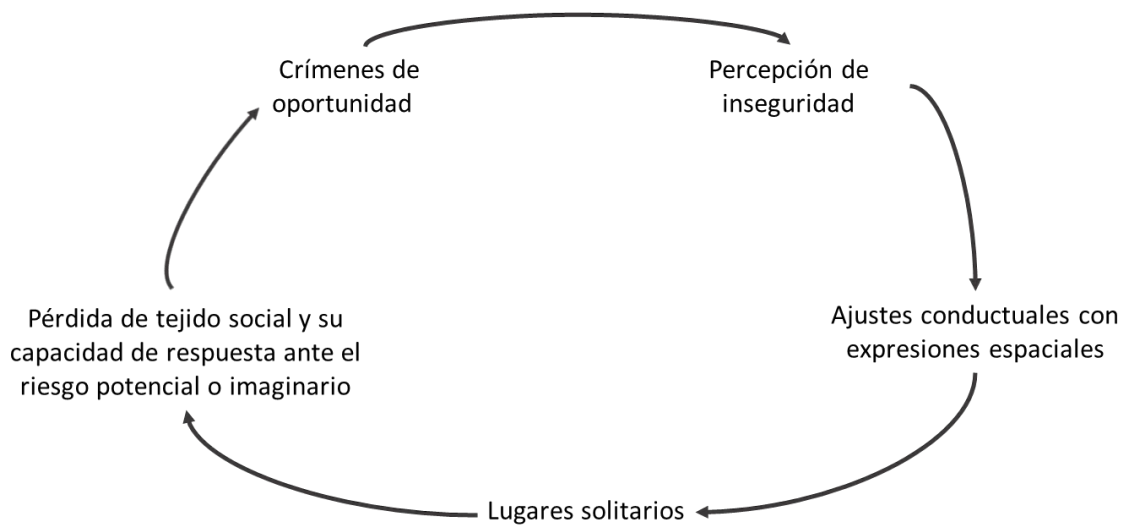 Crímenes de
oportunidad
Percepción de
inseguridad
Ajustes conductuales con
expresiones espaciales
Lugares solitarios
Pérdida de tejido social y su
capacidad de respuesta ante el
riesgo potencial o imaginario